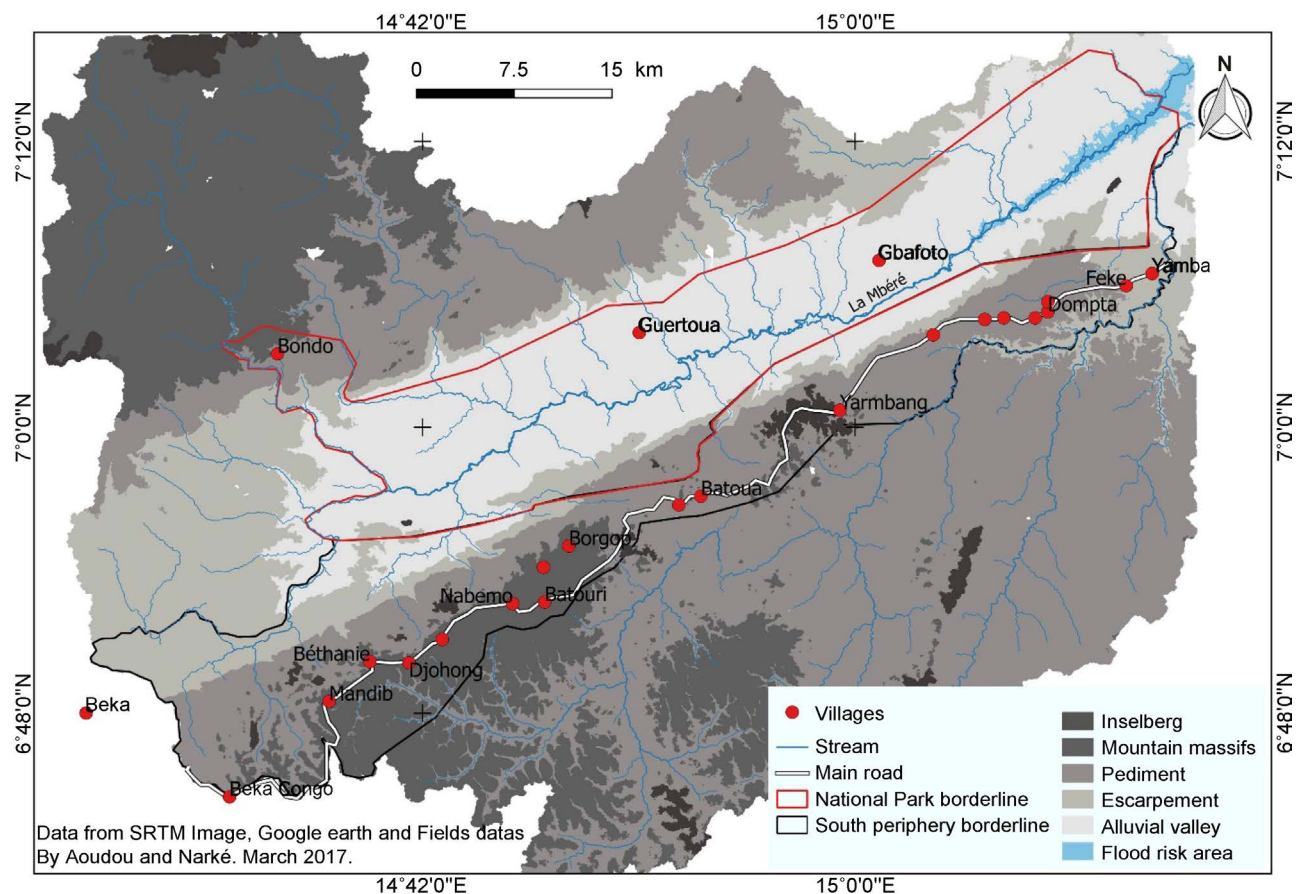 14°42'0"E
15°0'0"E
0 7.5 15 km
N
7°12'0"N
7°12'0"N
Gbafoto
Yamba
Feke
La Mbéré
Dompta
Guertoua
Bondo
Yarmbang
7°0'0"N
7°0'0"N
Batoua
Borgop
Nabemo
Batouri
Béthanie
Djohong
Mandib
Beka
6°48'0"N
6°48'0"N
Beka Congo
Villages
Stream
Main road
National Park borderline
South periphery borderline
Inselberg
Mountain massifs
Pediment
Escarpement
Alluvial valley
Flood risk area
Data from SRTM Image, Google earth and Fields datas
By Aoudou and Narké. March 2017.
14°42'0"E
15°0'0"E